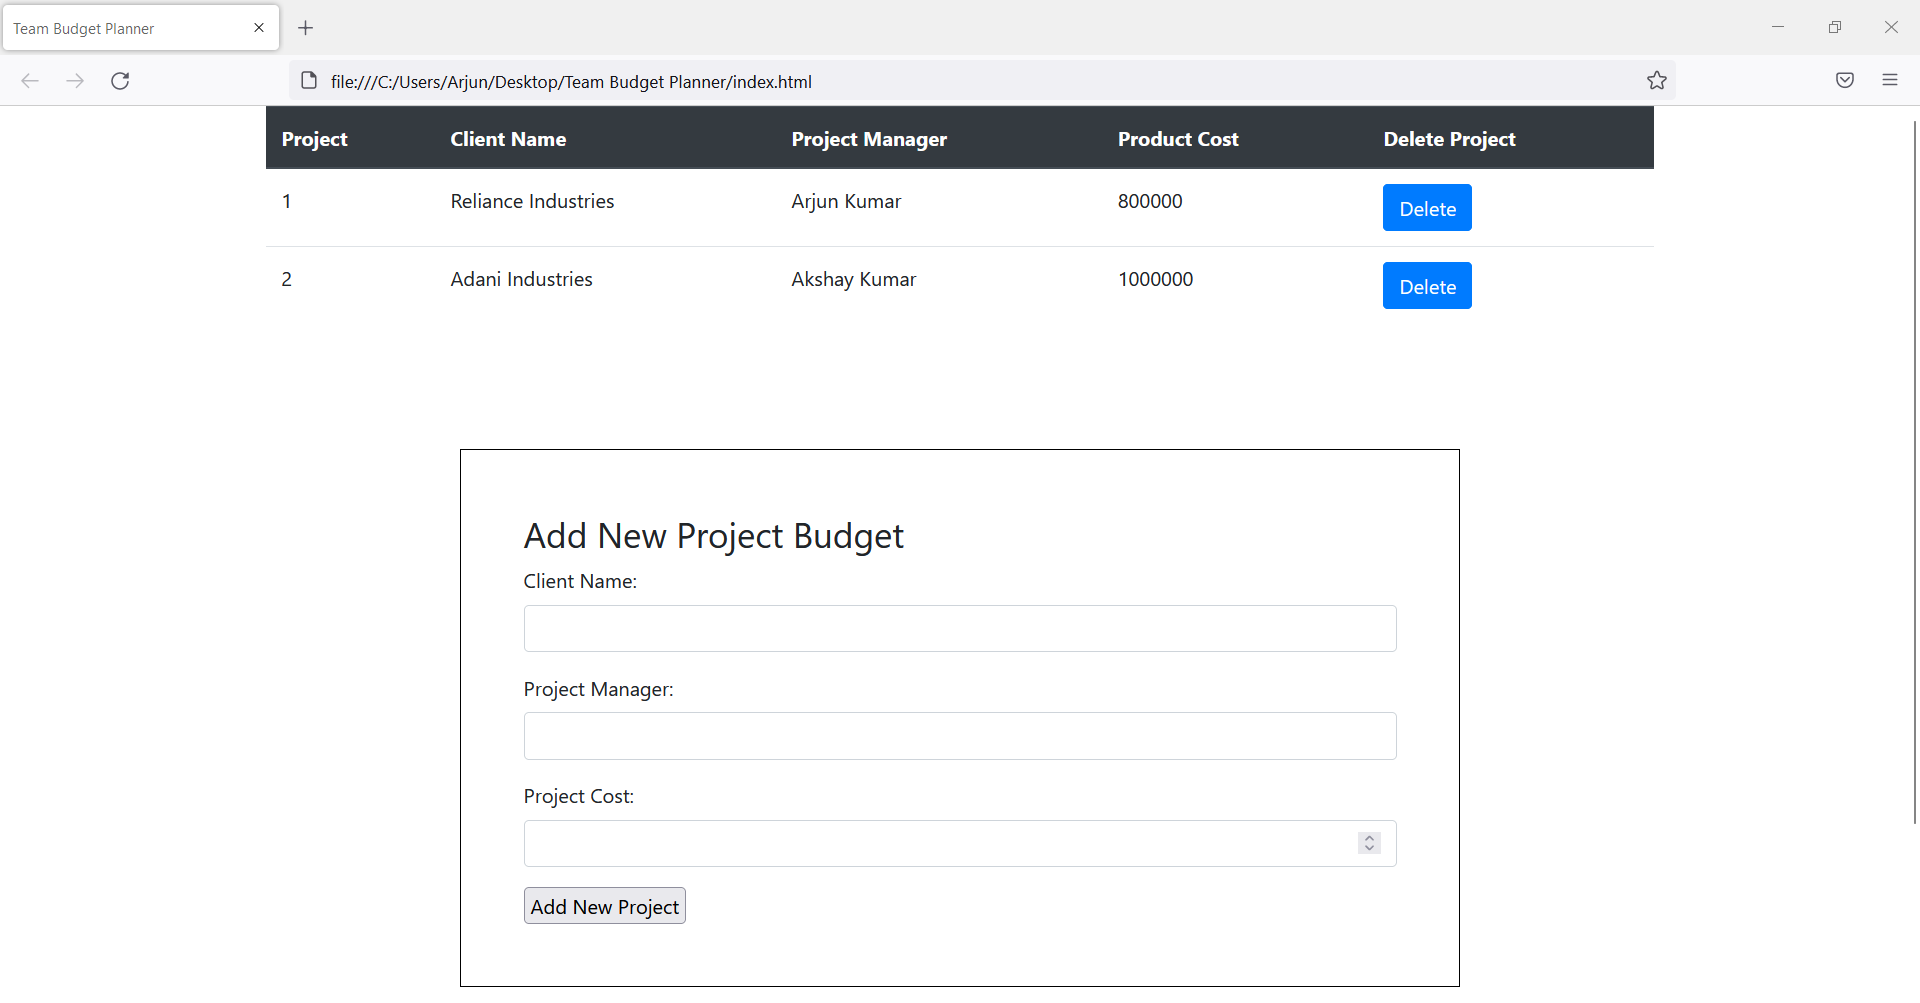 Team Budget Planner
file:///C:/Users/Arjun/Desktop/Team Budget Planner/index.html
Project Client Name Project Manager Product Cost Delete Project
1 Reliance Industries Arjun Kumar 800000 Delete
2 Adani Industries Akshay Kumar 1000000 Delete
Add New Project Budget
Client Name:
Project Manager:
Project Cost:
Add New Project